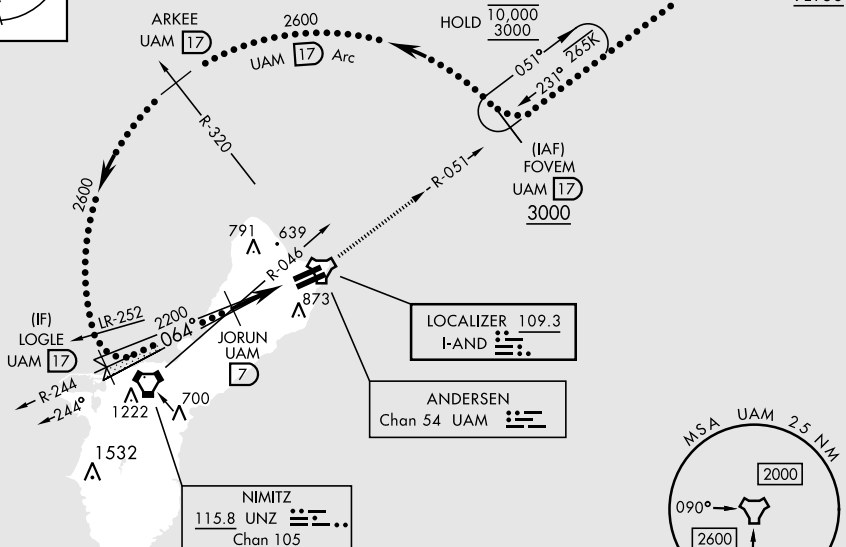 ARKEE
UAM 17
2600
UAM 17 Arc
HOLD 10,000
3000
051°
231° 265K
R-320
(IAF)
FOVEM
UAM 17
3000
R-051
2600
791
639
R-046
873
LR-252
2200
064°
(IF)
LOGLE
UAM 17
JORUN
UAM
7
R-244
244°
1222
700
1532
LOCALIZER 109.3
I-AND
ANDERSEN
Chan 54 UAM
NIMITZ
115.8 UNZ
Chan 105
MSA UAM 25 NM
2000
090°
2600